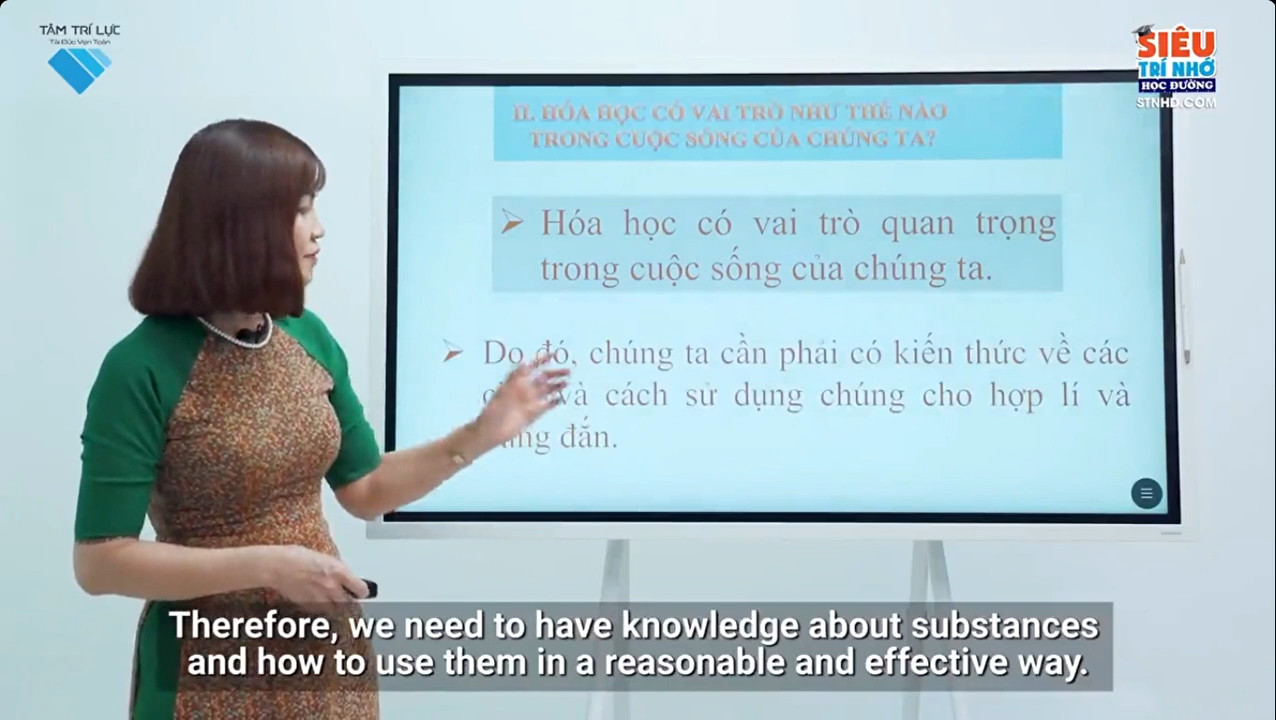 TÂM TRÍ LỰC
Tài Đức Vẹn Toàn
SIÊU
TRÍ NHỚ
HỌC ĐƯỜNG
STNHD.COM
II. HÓA HỌC CÓ VAI TRÒ NHƯ THẾ NÀO
TRONG CUỘC SỐNG CỦA CHÚNG TA?
Hóa học có vai trò quan trọng
trong cuộc sống của chúng ta.
Do đó, chúng ta cần phải có kiến thức về các
và cách sử dụng chúng cho hợp lí và
đắn.
Therefore, we need to have knowledge about substances
and how to use them in a reasonable and effective way.